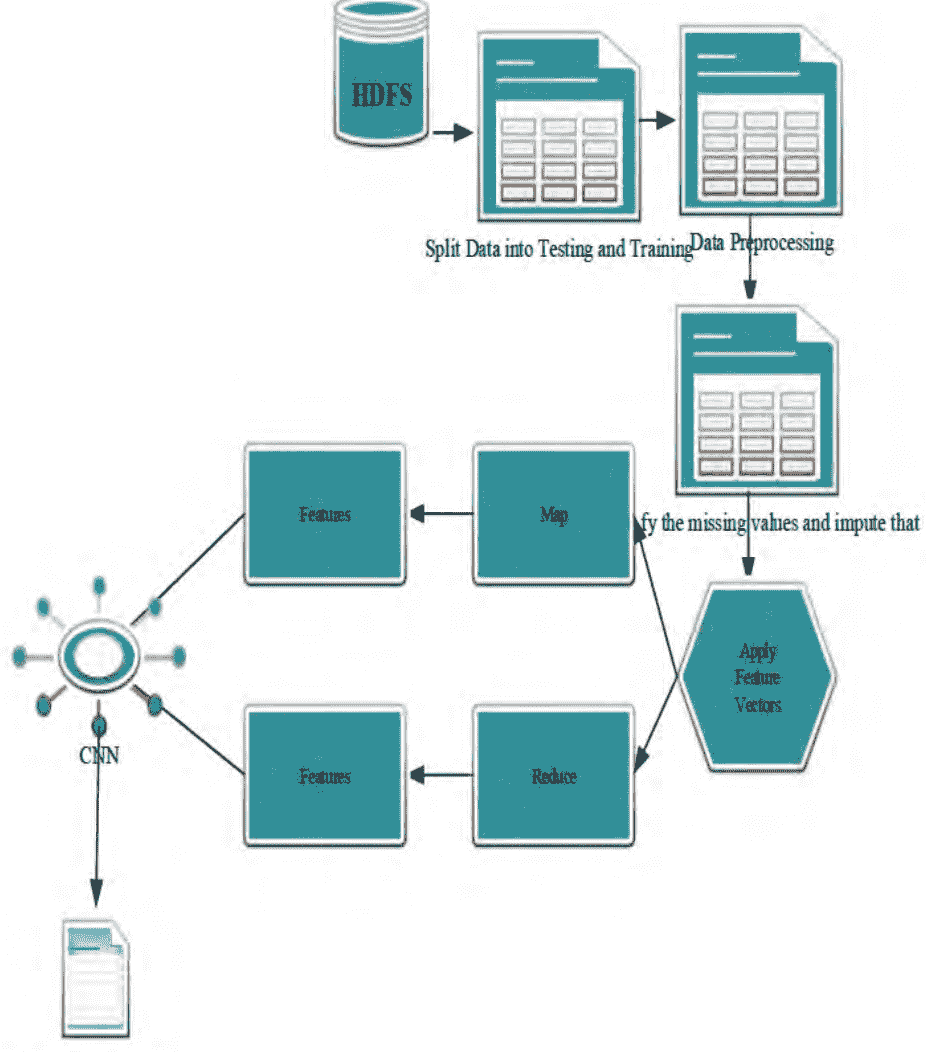 HDFS
Split Data into Testing and Training
Data Preprocessing
fy the missing values and impute that
Features
Map
Apply
Feature
Vectors
Features
Reduce
CNN